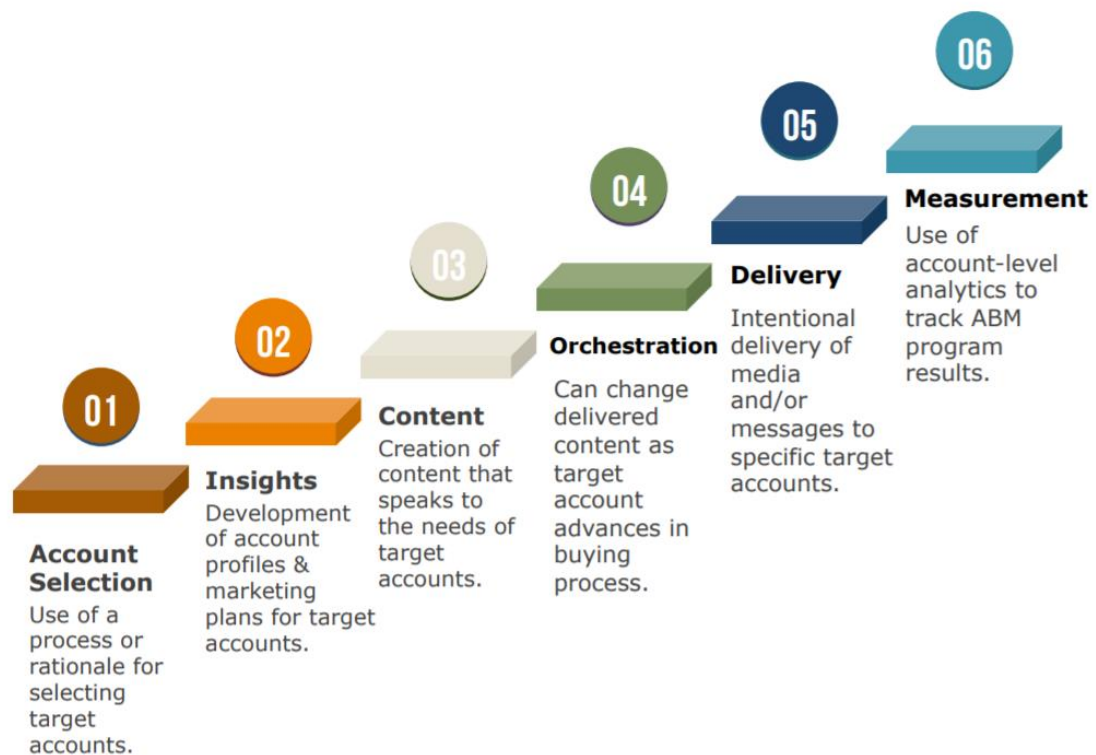 01
Account
Selection
Use of a
process or
rationale for
selecting
target
accounts.
02
Insights
Development
of account
profiles &
marketing
plans for target
accounts.
03
Content
Creation of
content that
speaks to
the needs of
target
accounts.
04
Orchestration
Can change
delivered
content as
target
account
advances in
buying
process.
05
Delivery
Intentional
delivery of
media
and/or
messages to
specific target
accounts.
06
Measurement
Use of
account-level
analytics to
track ABM
program
results.